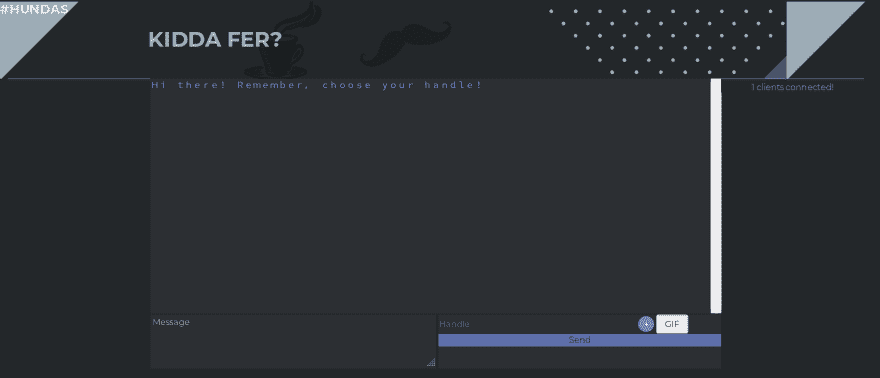 #HUNDAS
KIDDA FER?
Hi there! Remember, choose your handle!
1 clients connected!
Message
Handle
GIF
Send